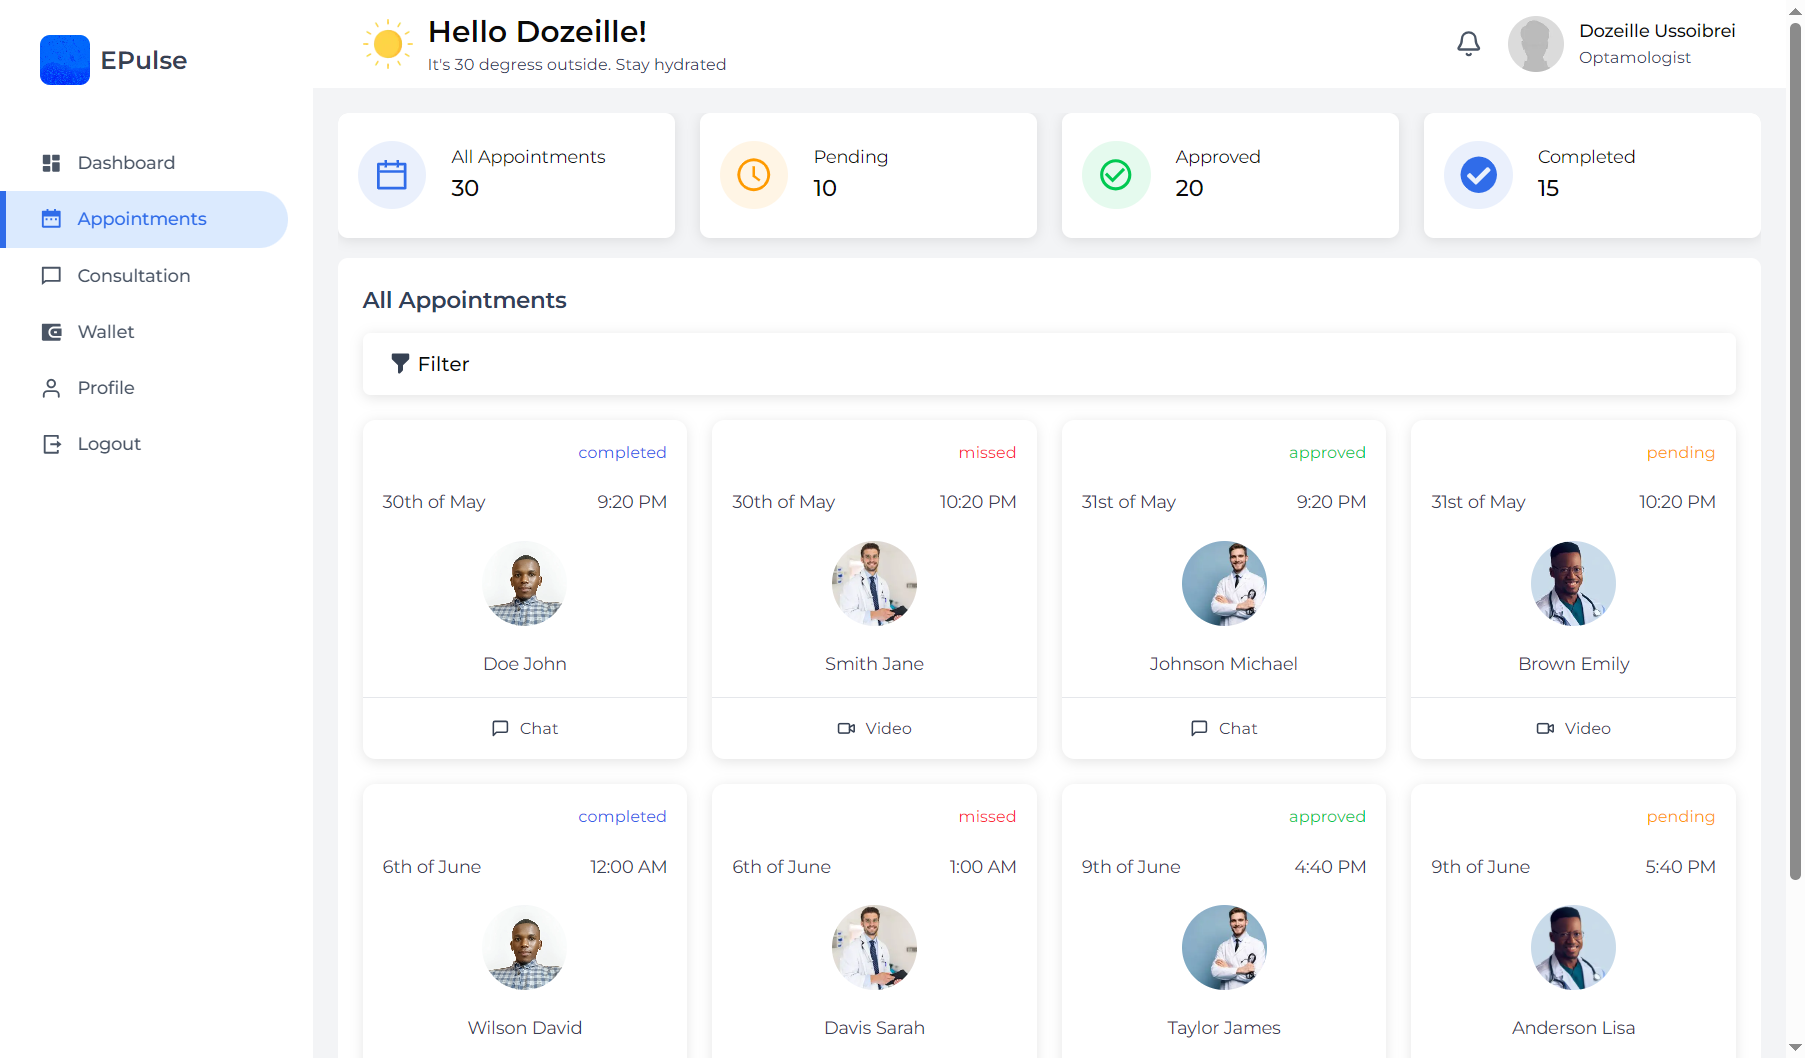 EPulse
Dashboard
Appointments
Consultation
Wallet
Profile
Logout
Hello Dozeille!
It's 30 degress outside. Stay hydrated
Dozeille Ussoibrei
Optamologist
All Appointments
30
Pending
10
Approved
20
Completed
15
All Appointments
Filter
completed
30th of May 9:20 PM
Doe John
Chat
missed
30th of May 10:20 PM
Smith Jane
Video
approved
31st of May 9:20 PM
Johnson Michael
Chat
pending
31st of May 10:20 PM
Brown Emily
Video
completed
6th of June 12:00 AM
Wilson David
missed
6th of June 1:00 AM
Davis Sarah
approved
9th of June 4:40 PM
Taylor James
pending
9th of June 5:40 PM
Anderson Lisa